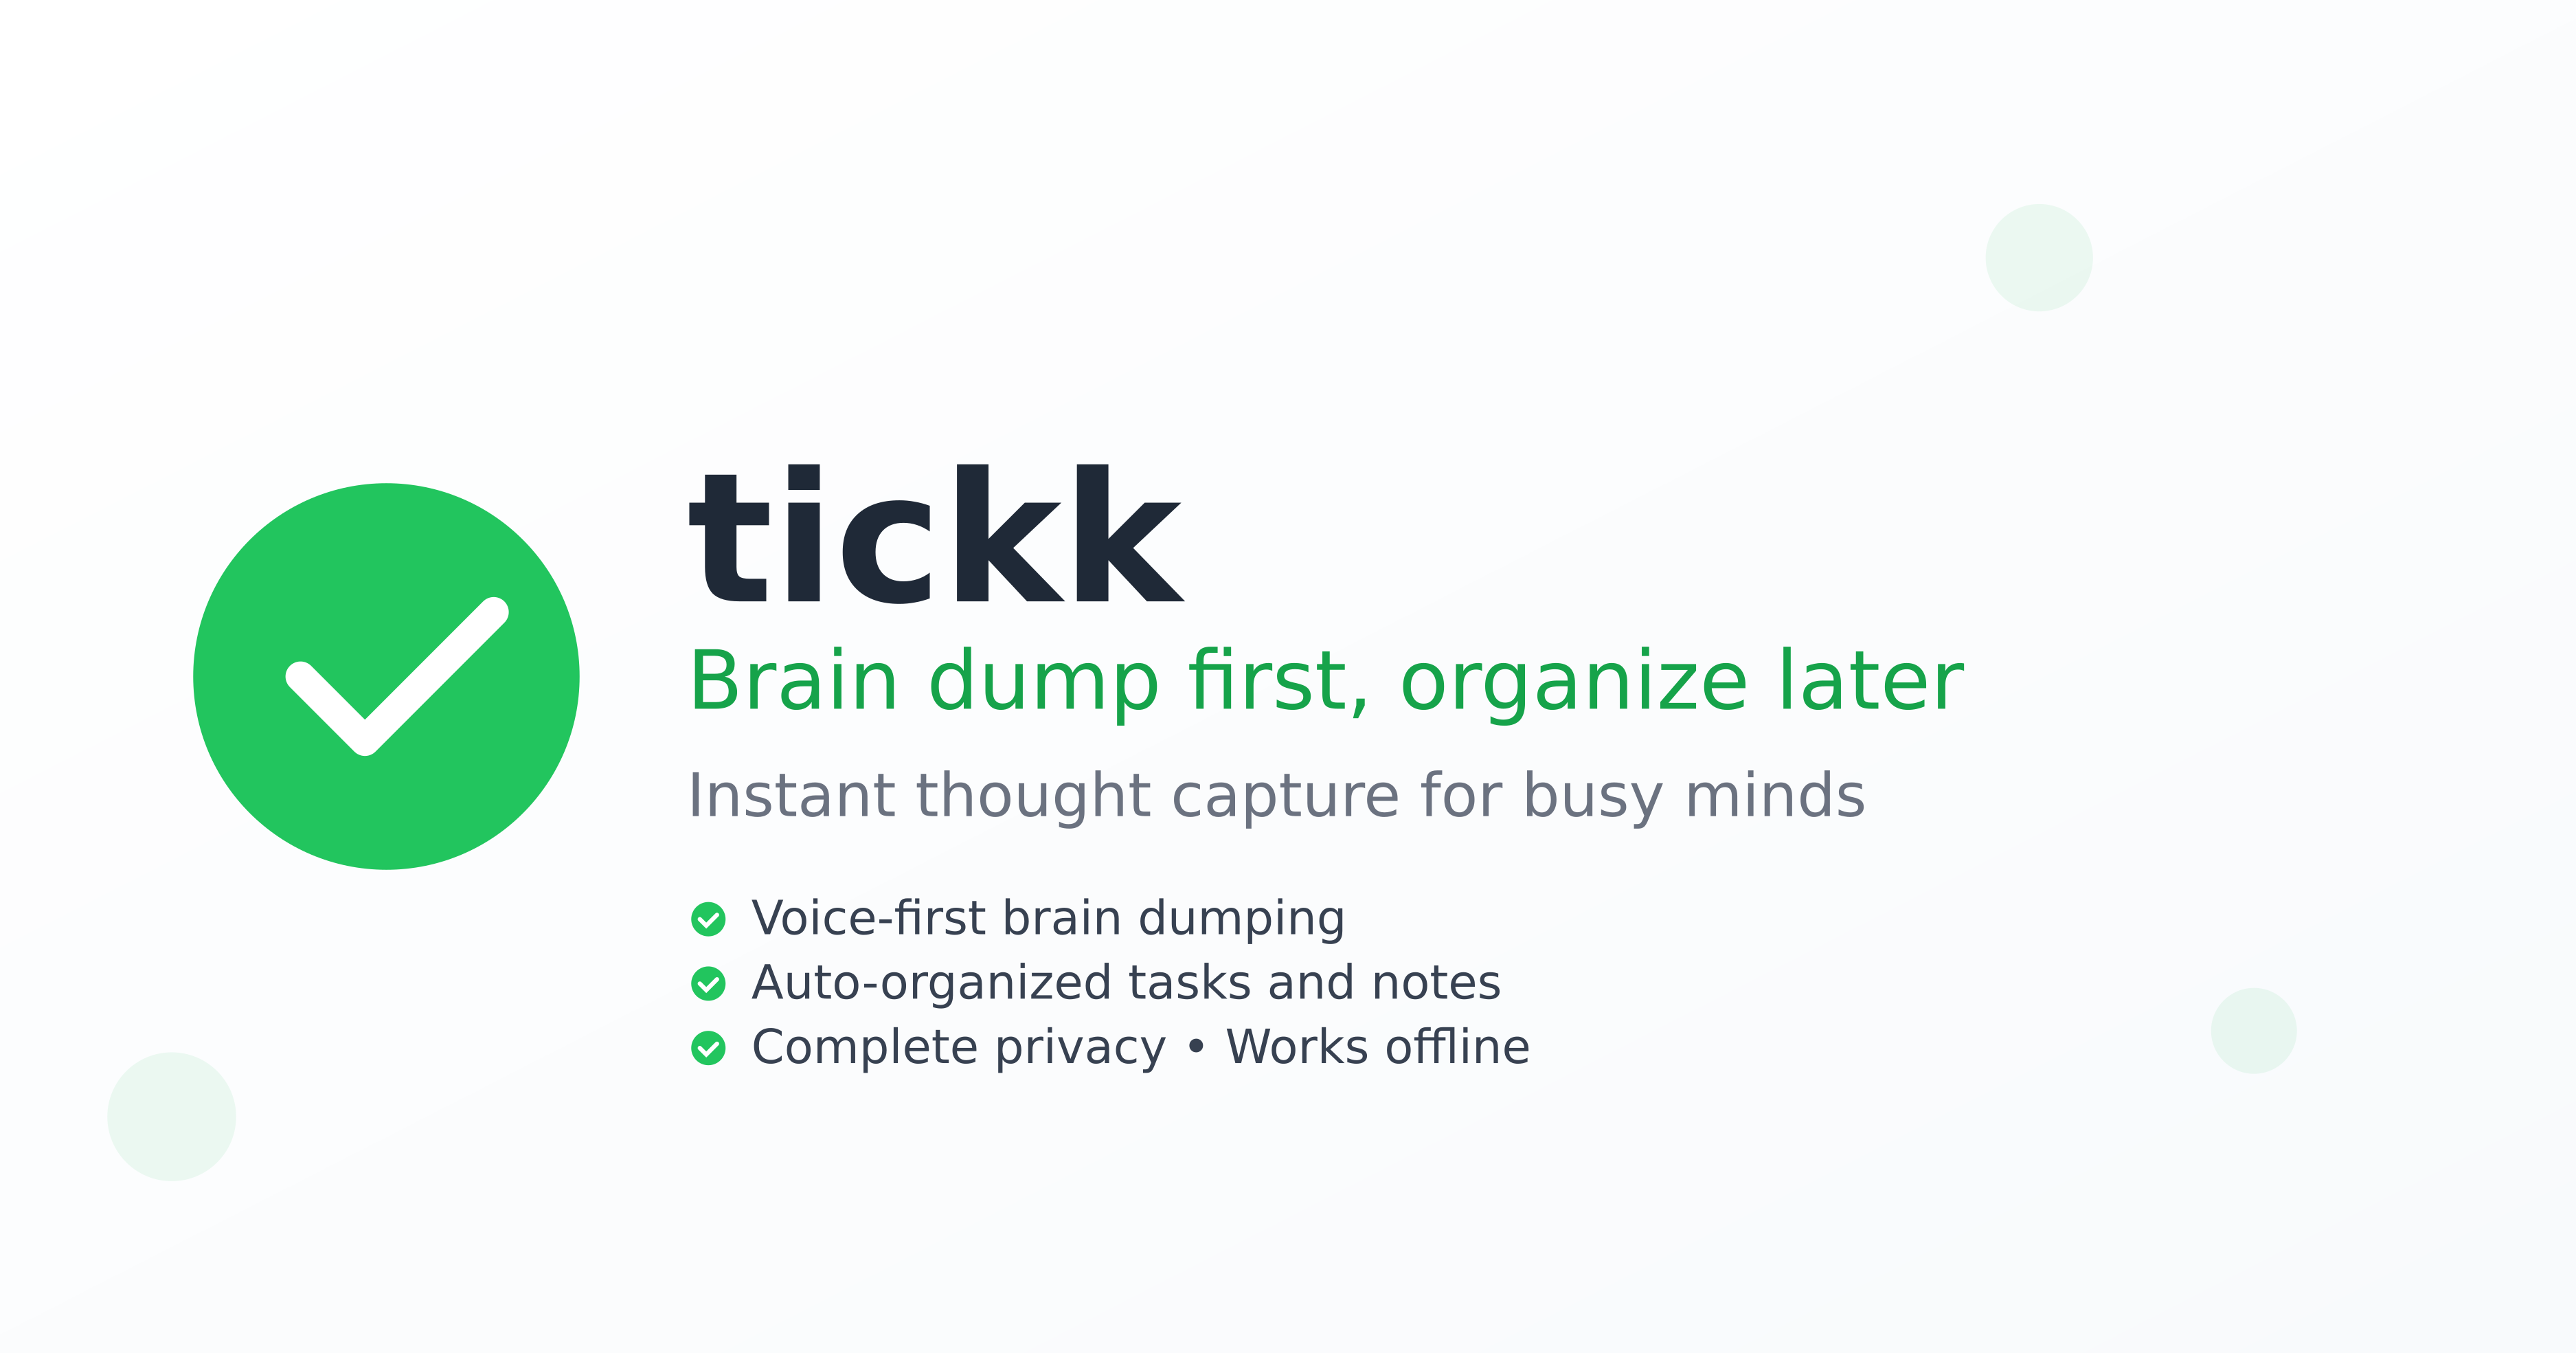 tickk
Brain dump first, organize later
Instant thought capture for busy minds
Voice-first brain dumping
Auto-organized tasks and notes
Complete privacy • Works offline